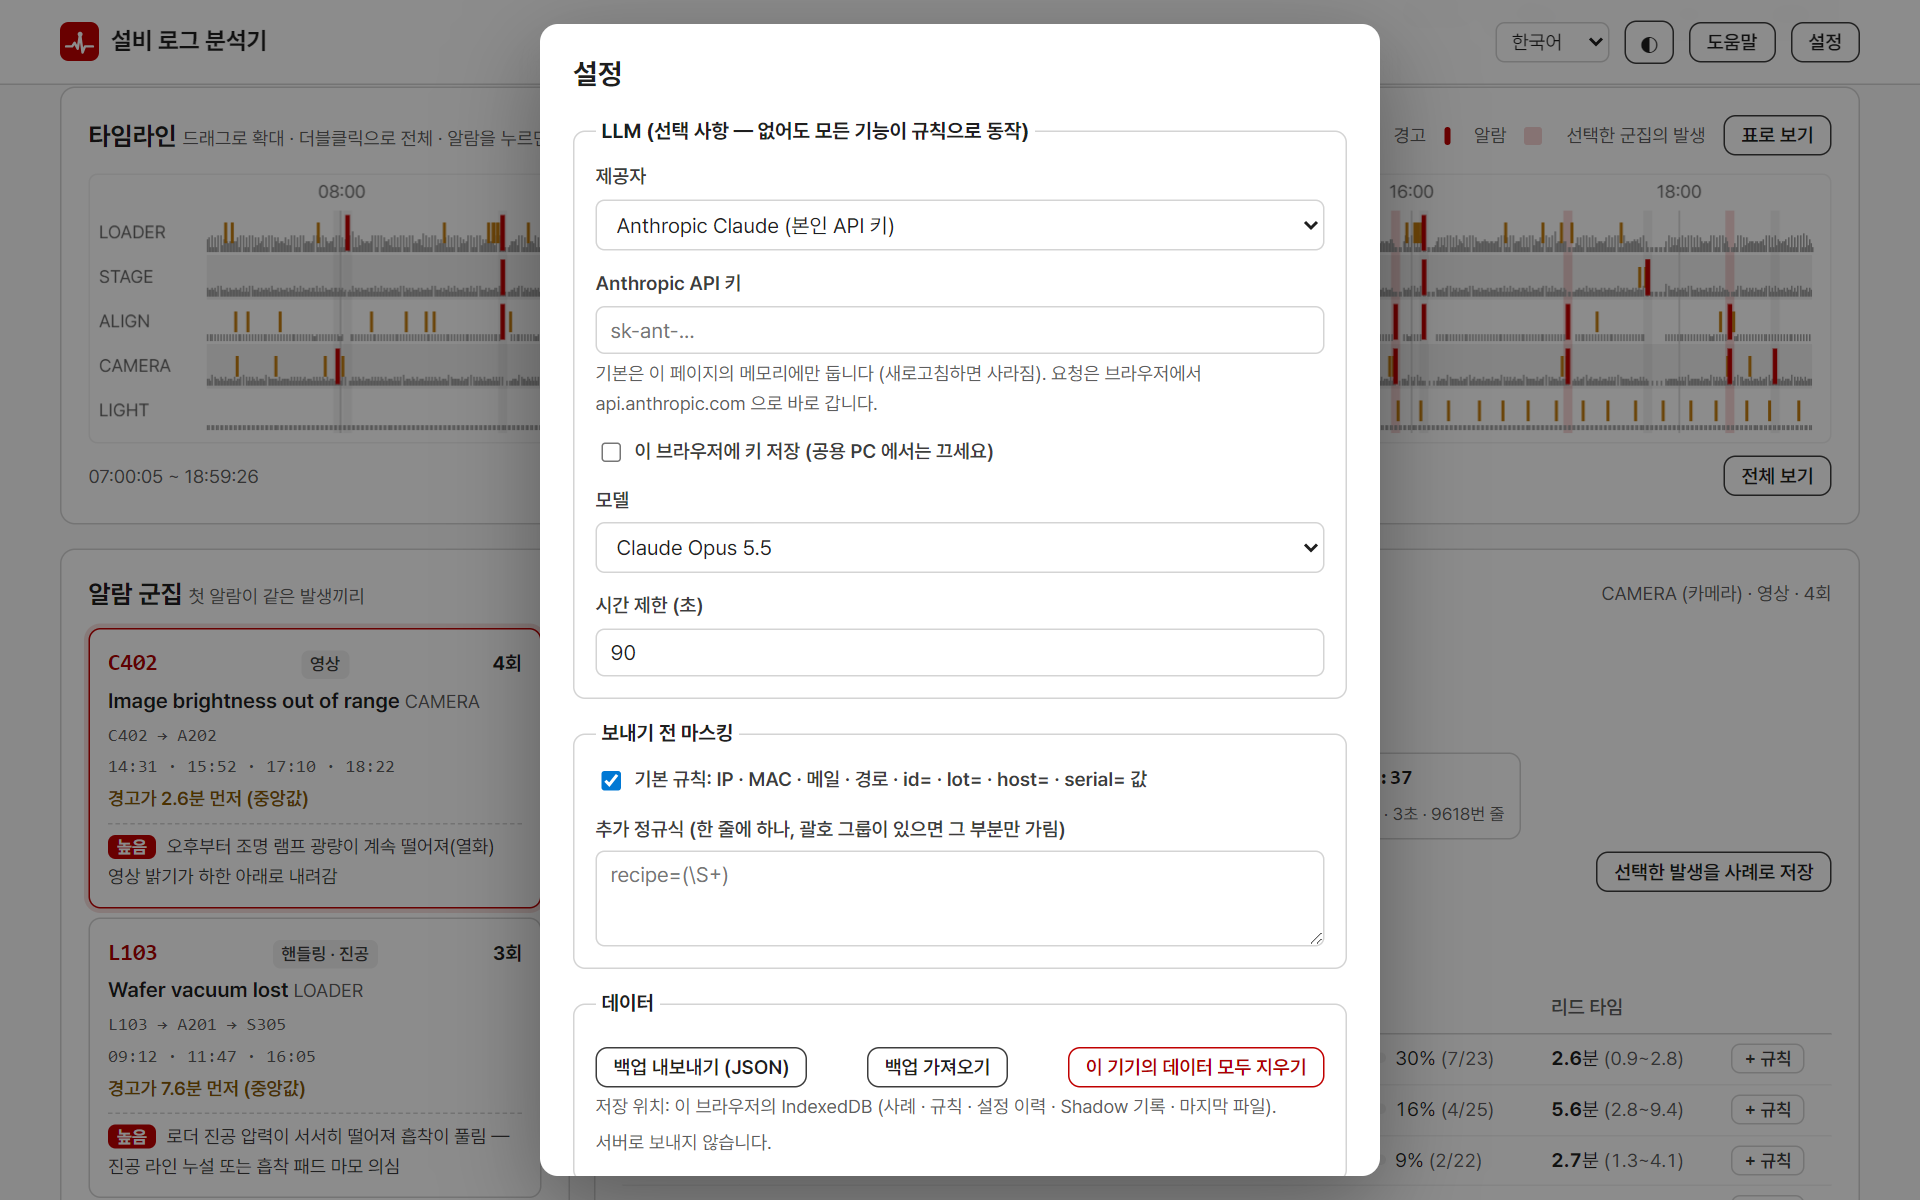 설비 로그 분석기
한국어
도움말
설정
타임라인 드래그로 확대 · 더블클릭으로 전체 · 알람을 누르면
경고
알람
선택한 군집의 발생
표로 보기
08:00
16:00
18:00
LOADER
STAGE
ALIGN
CAMERA
LIGHT
07:00:05 ~ 18:59:26
전체 보기
알람 군집 첫 알람이 같은 발생끼리
C402
영상
4회
Image brightness out of range CAMERA
C402 → A202
14:31 · 15:52 · 17:10 · 18:22
경고가 2.6분 먼저 (중앙값)
높음 오후부터 조명 램프 광량이 계속 떨어져(열화)
영상 밝기가 하한 아래로 내려감
L103
핸들링 · 진공
3회
Wafer vacuum lost LOADER
L103 → A201 → S305
09:12 · 11:47 · 16:05
경고가 7.6분 먼저 (중앙값)
높음 로더 진공 압력이 서서히 떨어져 흡착이 풀림 —
진공 라인 누설 또는 흡착 패드 마모 의심
설정
LLM (선택 사항 — 없어도 모든 기능이 규칙으로 동작)
제공자
Anthropic Claude (본인 API 키)
Anthropic API 키
sk-ant-...
기본은 이 페이지의 메모리에만 둡니다 (새로고침하면 사라짐). 요청은 브라우저에서
api.anthropic.com 으로 바로 갑니다.
이 브라우저에 키 저장 (공용 PC 에서는 끄세요)
모델
Claude Opus 5.5
시간 제한 (초)
90
보내기 전 마스킹
기본 규칙: IP · MAC · 메일 · 경로 · id= · lot= · host= · serial= 값
추가 정규식 (한 줄에 하나, 괄호 그룹이 있으면 그 부분만 가림)
recipe=(\S+)
데이터
백업 내보내기 (JSON)
백업 가져오기
이 기기의 데이터 모두 지우기
저장 위치: 이 브라우저의 IndexedDB (사례 · 규칙 · 설정 이력 · Shadow 기록 · 마지막 파일).
서버로 보내지 않습니다.
CAMERA (카메라) · 영상 · 4회
:37
· 3초 · 9618번 줄
선택한 발생을 사례로 저장
리드 타임
30% (7/23)
2.6분 (0.9~2.8)
+ 규칙
16% (4/25)
5.6분 (2.8~9.4)
+ 규칙
9% (2/22)
2.7분 (1.3~4.1)
+ 규칙